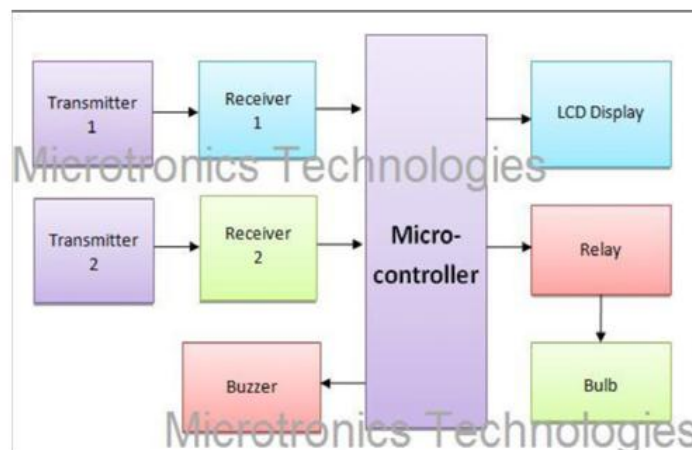 Transmitter
1
Receiver
1
LCD Display
Microtronics Technologies
Transmitter
2
Receiver
2
Micro-
controller
Relay
Buzzer
Bulb
Microtronics Technologies